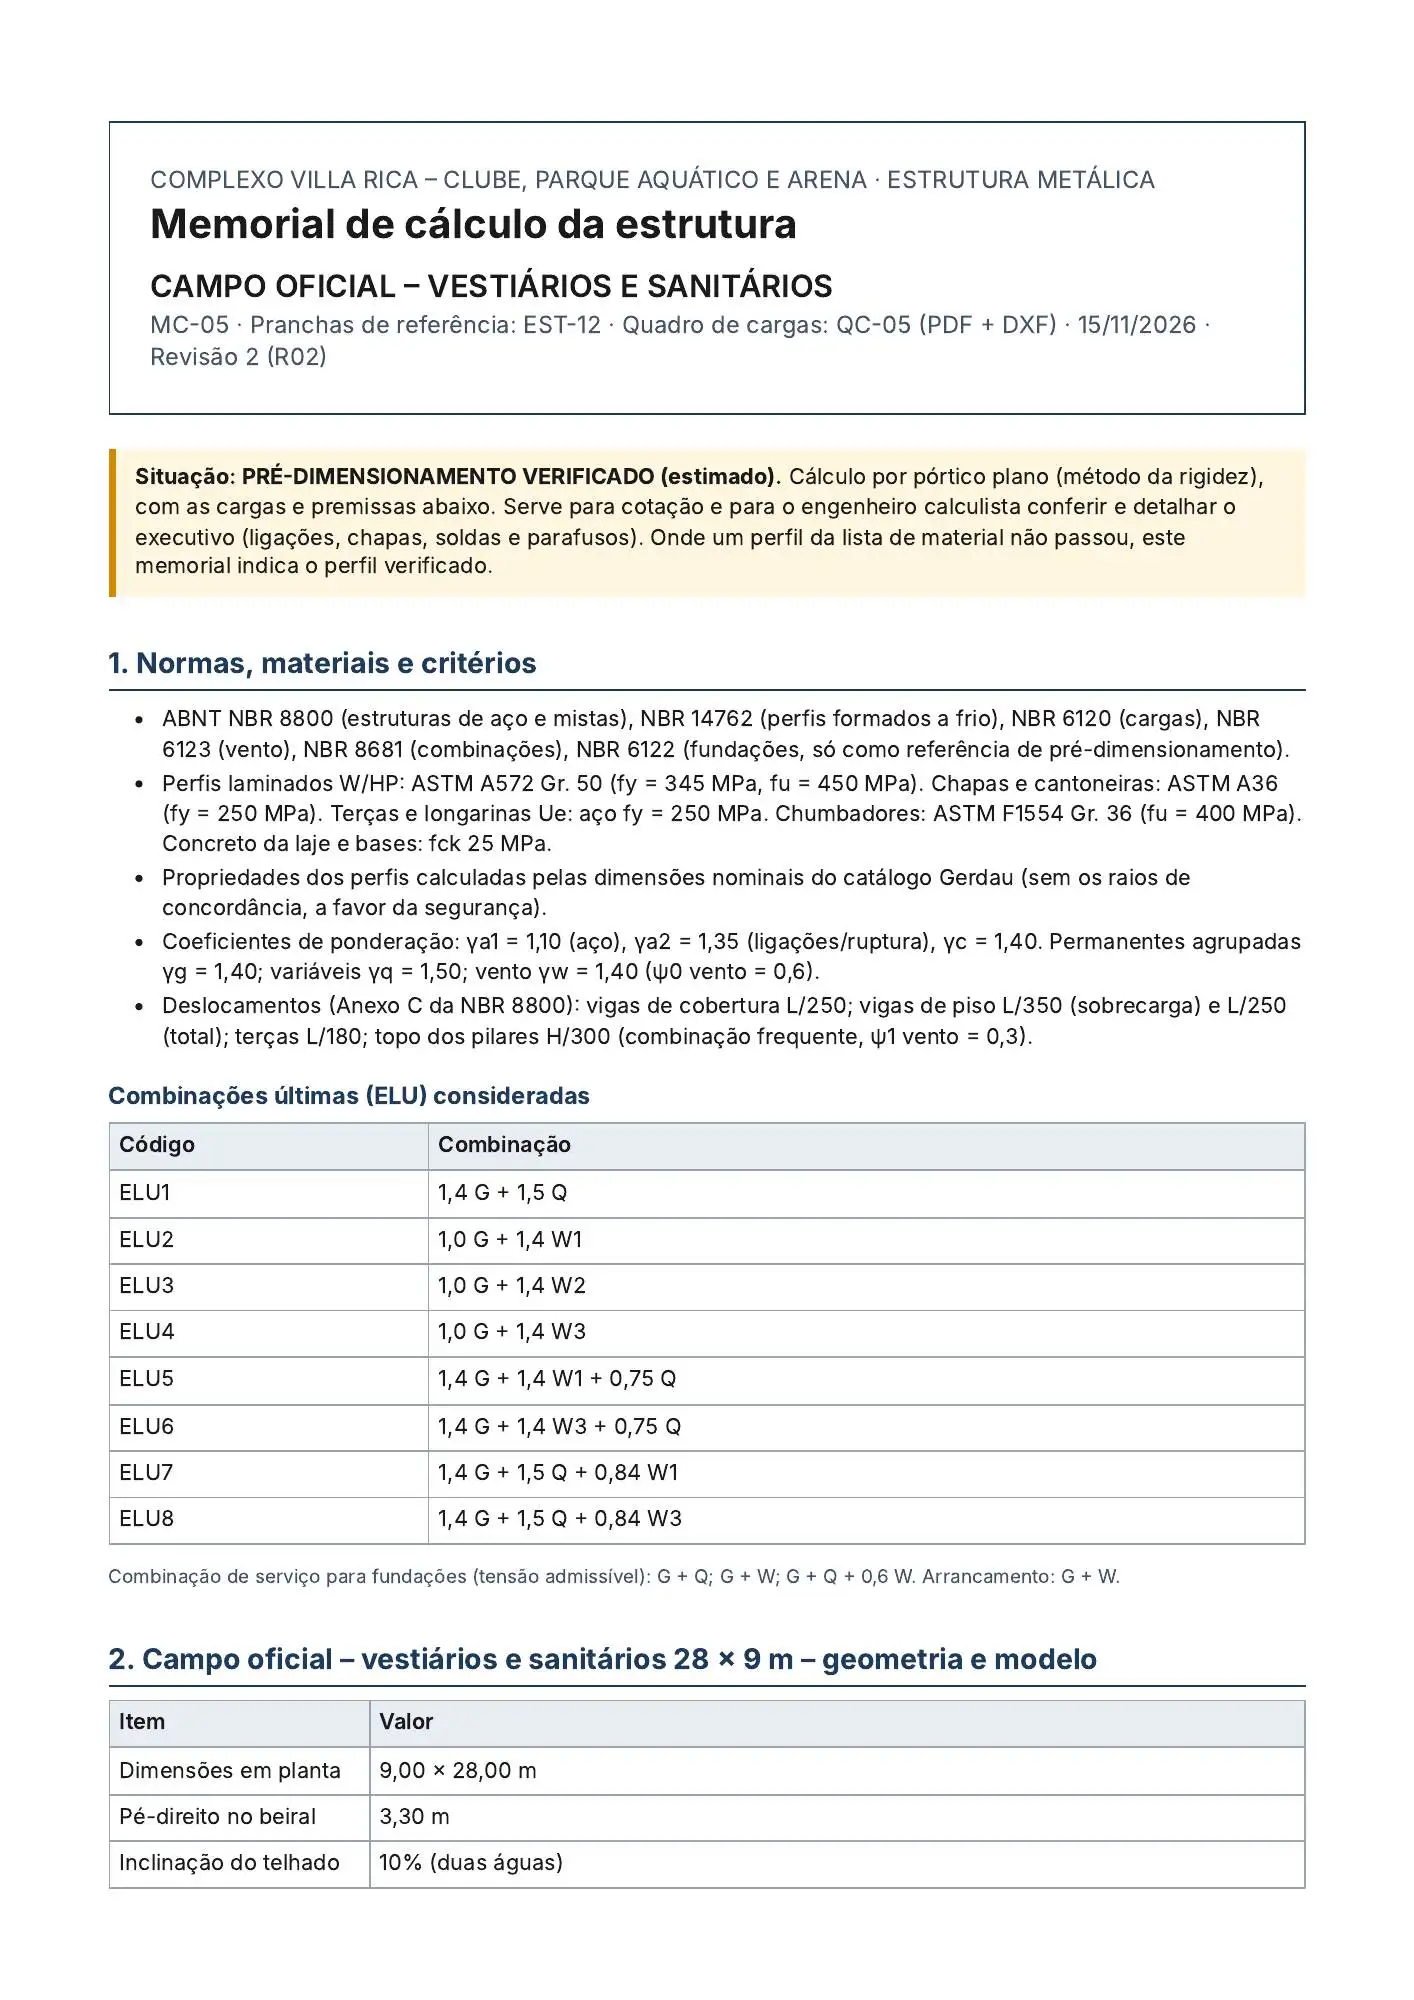 COMPLEXO VILLA RICA – CLUBE, PARQUE AQUÁTICO E ARENA · ESTRUTURA METÁLICA
Memorial de cálculo da estrutura
CAMPO OFICIAL – VESTIÁRIOS E SANITÁRIOS
MC-05 · Pranchas de referência: EST-12 · Quadro de cargas: QC-05 (PDF + DXF) · 15/11/2026 ·
Revisão 2 (R02)
Situação: PRÉ-DIMENSIONAMENTO VERIFICADO (estimado). Cálculo por pórtico plano (método da rigidez),
com as cargas e premissas abaixo. Serve para cotação e para o engenheiro calculista conferir e detalhar o
executivo (ligações, chapas, soldas e parafusos). Onde um perfil da lista de material não passou, este
memorial indica o perfil verificado.
1. Normas, materiais e critérios
• ABNT NBR 8800 (estruturas de aço e mistas), NBR 14762 (perfis formados a frio), NBR 6120 (cargas), NBR
6123 (vento), NBR 8681 (combinações), NBR 6122 (fundações, só como referência de pré-dimensionamento).
• Perfis laminados W/HP: ASTM A572 Gr. 50 (fy = 345 MPa, fu = 450 MPa). Chapas e cantoneiras: ASTM A36
(fy = 250 MPa). Terças e longarinas Ue: aço fy = 250 MPa. Chumbadores: ASTM F1554 Gr. 36 (fu = 400 MPa).
Concreto da laje e bases: fck 25 MPa.
• Propriedades dos perfis calculadas pelas dimensões nominais do catálogo Gerdau (sem os raios de
concordância, a favor da segurança).
• Coeficientes de ponderação: γa1 = 1,10 (aço), γa2 = 1,35 (ligações/ruptura), γc = 1,40. Permanentes agrupadas
γg = 1,40; variáveis γq = 1,50; vento γw = 1,40 (ψ0 vento = 0,6).
• Deslocamentos (Anexo C da NBR 8800): vigas de cobertura L/250; vigas de piso L/350 (sobrecarga) e L/250
(total); terças L/180; topo dos pilares H/300 (combinação frequente, ψ1 vento = 0,3).
Combinações últimas (ELU) consideradas
Código Combinação
ELU1 1,4 G + 1,5 Q
ELU2 1,0 G + 1,4 W1
ELU3 1,0 G + 1,4 W2
ELU4 1,0 G + 1,4 W3
ELU5 1,4 G + 1,4 W1 + 0,75 Q
ELU6 1,4 G + 1,4 W3 + 0,75 Q
ELU7 1,4 G + 1,5 Q + 0,84 W1
ELU8 1,4 G + 1,5 Q + 0,84 W3
Combinação de serviço para fundações (tensão admissível): G + Q; G + W; G + Q + 0,6 W. Arrancamento: G + W.
2. Campo oficial – vestiários e sanitários 28 × 9 m – geometria e modelo
Item Valor
Dimensões em planta 9,00 × 28,00 m
Pé-direito no beiral 3,30 m
Inclinação do telhado 10% (duas águas)